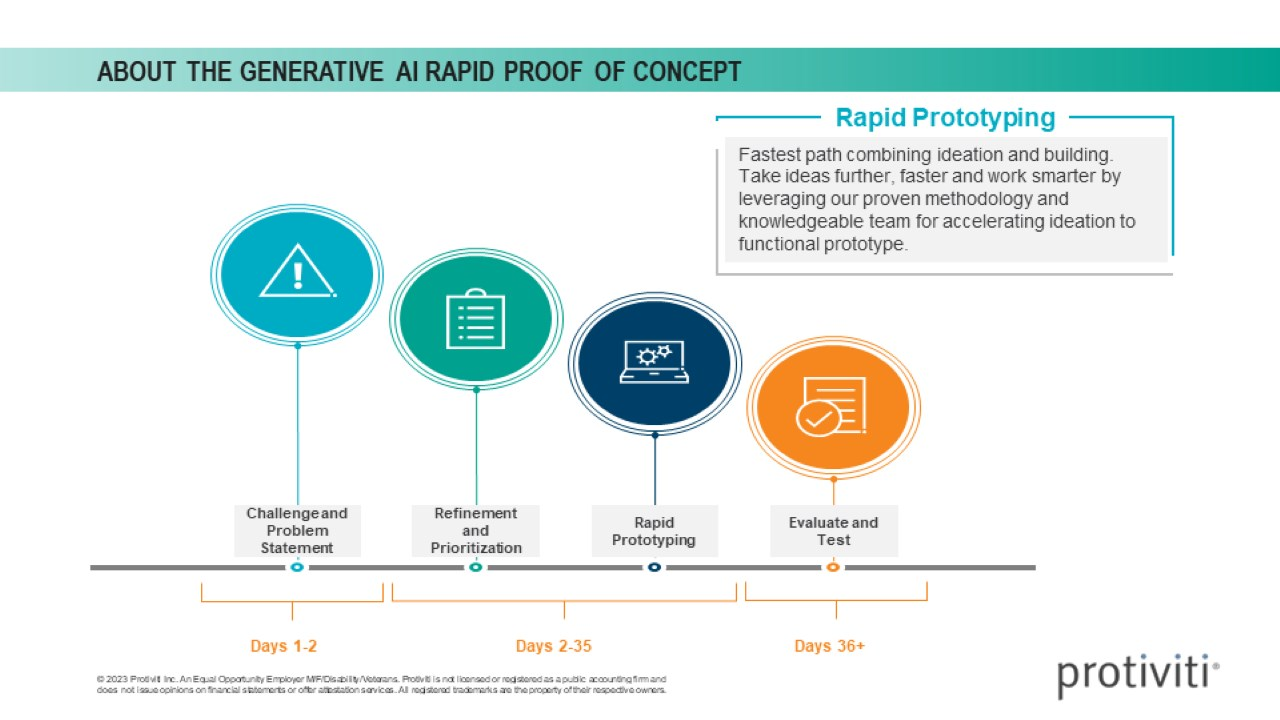 ABOUT THE GENERATIVE AI RAPID PROOF OF CONCEPT
Rapid Prototyping
Fastest path combining ideation and building.
Take ideas further, faster and work smarter by
leveraging our proven methodology and
knowledgeable team for accelerating ideation to
functional prototype.
Challenge and
Problem
Statement
Refinement
and
Prioritization
Rapid
Prototyping
Evaluate and
Test
Days 1-2
Days 2-35
Days 36+
© 2023 Protiviti Inc. An Equal Opportunity Employer M/F/Disability/Veterans. Protiviti is not licensed or registered as a public accounting firm and
does not issue opinions on financial statements or offer attestation services. All registered trademarks are the property of their respective owners.
protiviti®